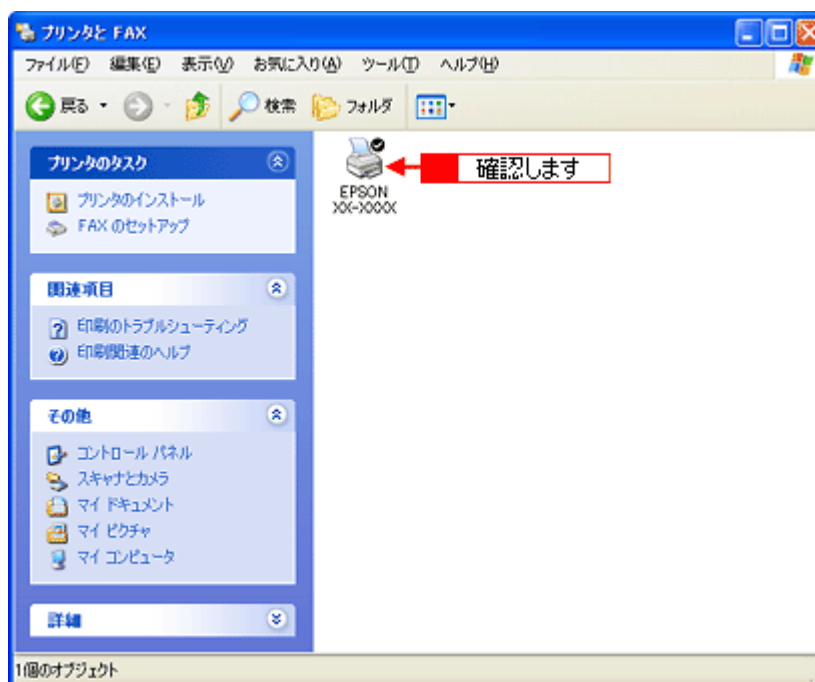 プリンタと FAX
ファイル(F) 編集(E) 表示(V) お気に入り(A) ツール(T) ヘルプ(H)
戻る 検索 フォルダ
プリンタのタスク
プリンタのインストール
FAX のセットアップ
関連項目
印刷のトラブルシューティング
印刷関連のヘルプ
その他
コントロール パネル
スキャナとカメラ
マイ ドキュメント
マイ ピクチャ
マイ コンピュータ
詳細
確認します
EPSON
XX-XXXX
1個のオブジェクト